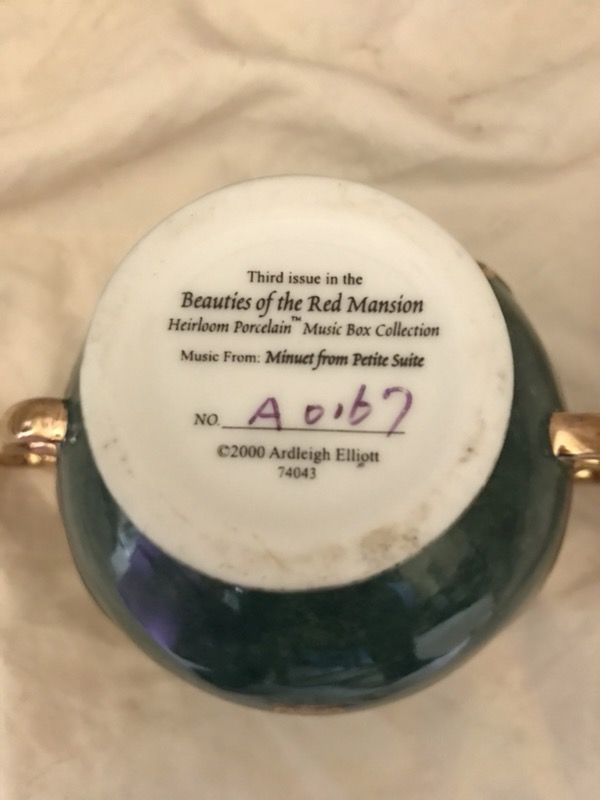 Third issue in the
Beauties of the Red Mansion
Heirloom Porcelain™ Music Box Collection
Music From: Minuet from Petite Suite
NO. A0167
©2000 Ardleigh Elliott
74043